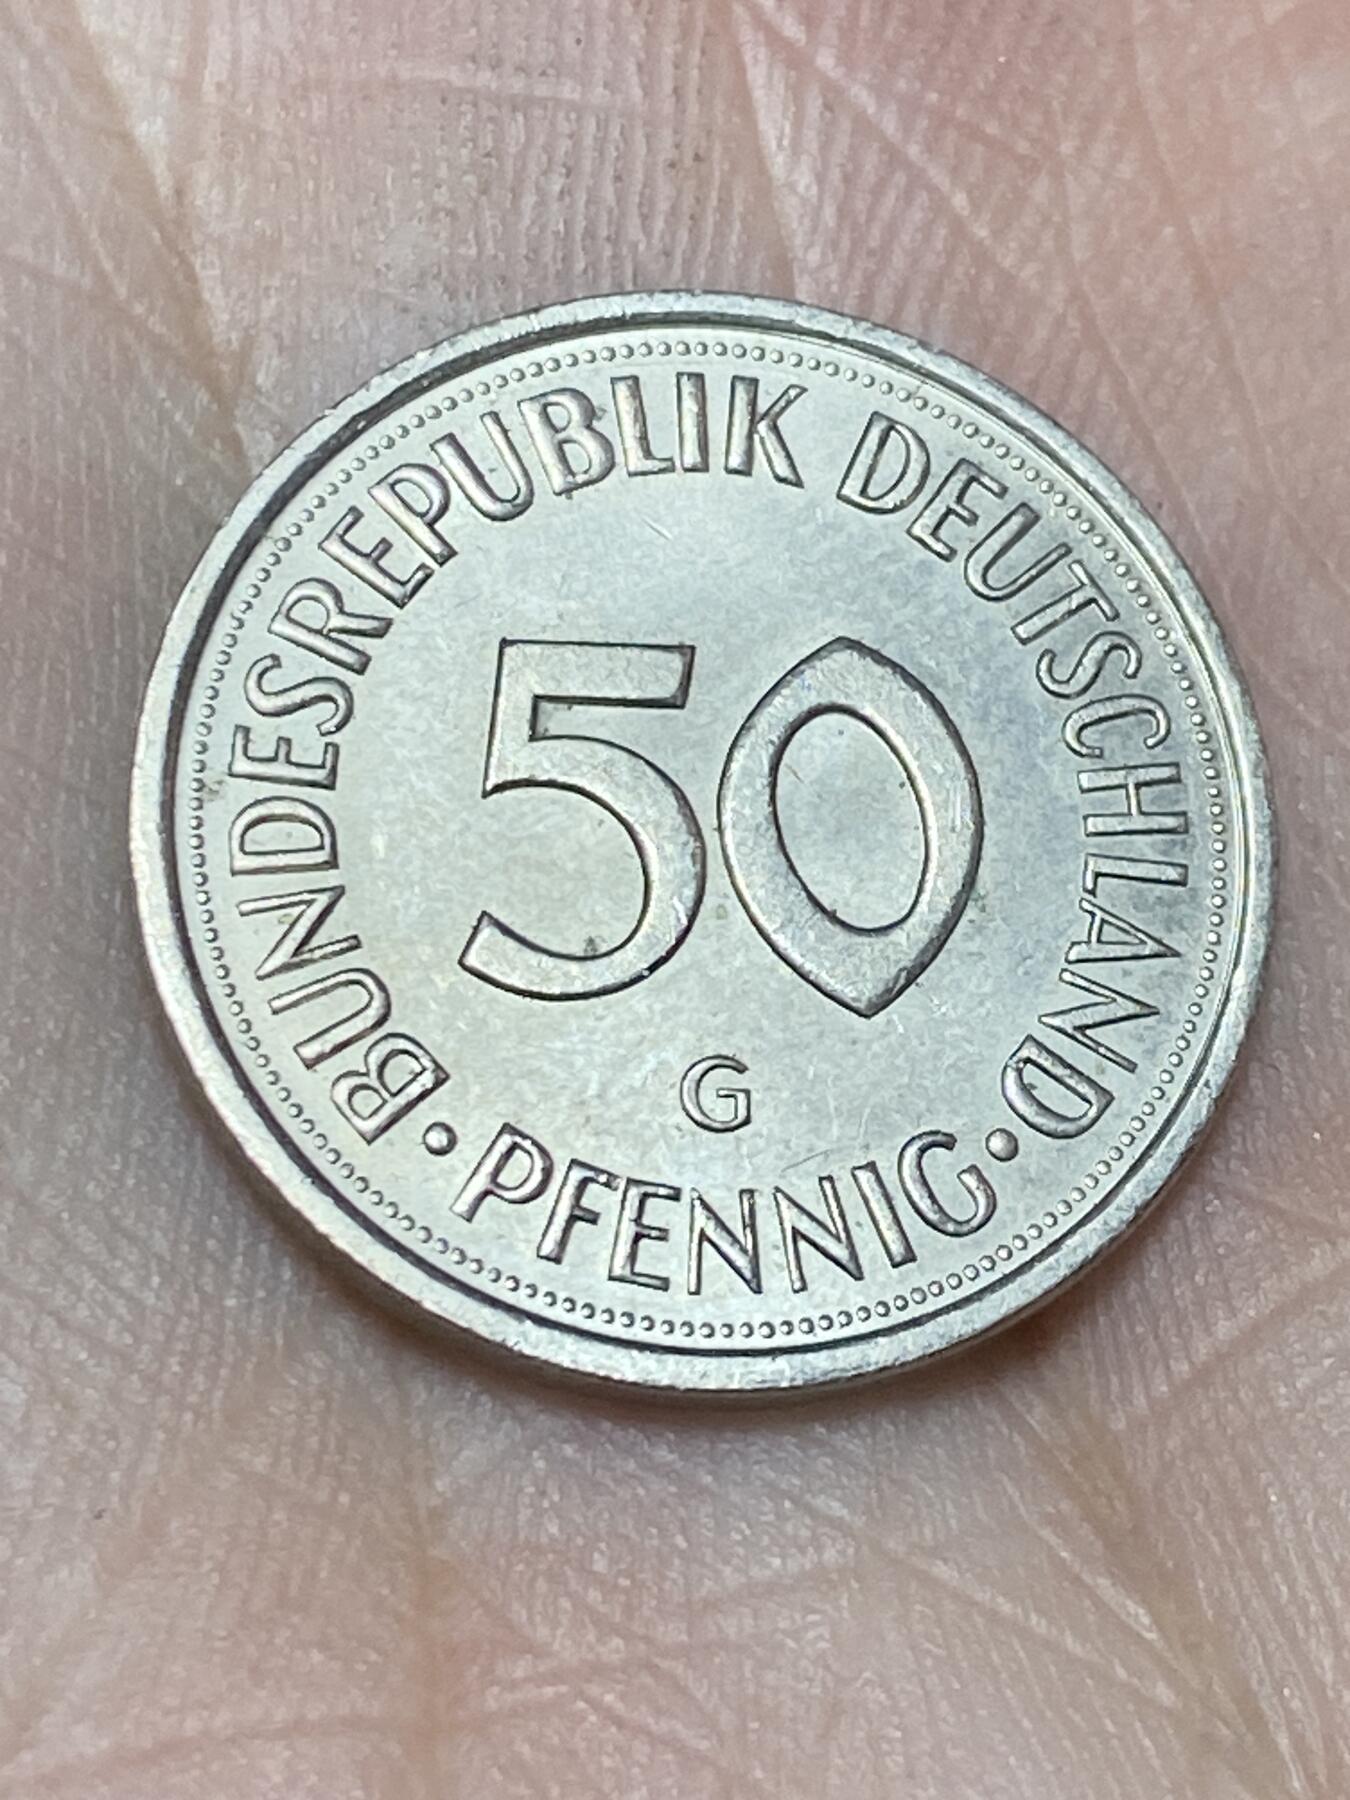 BUNDESREPUBLIK DEUTSCHLAND
50
G
· PFENNIG ·